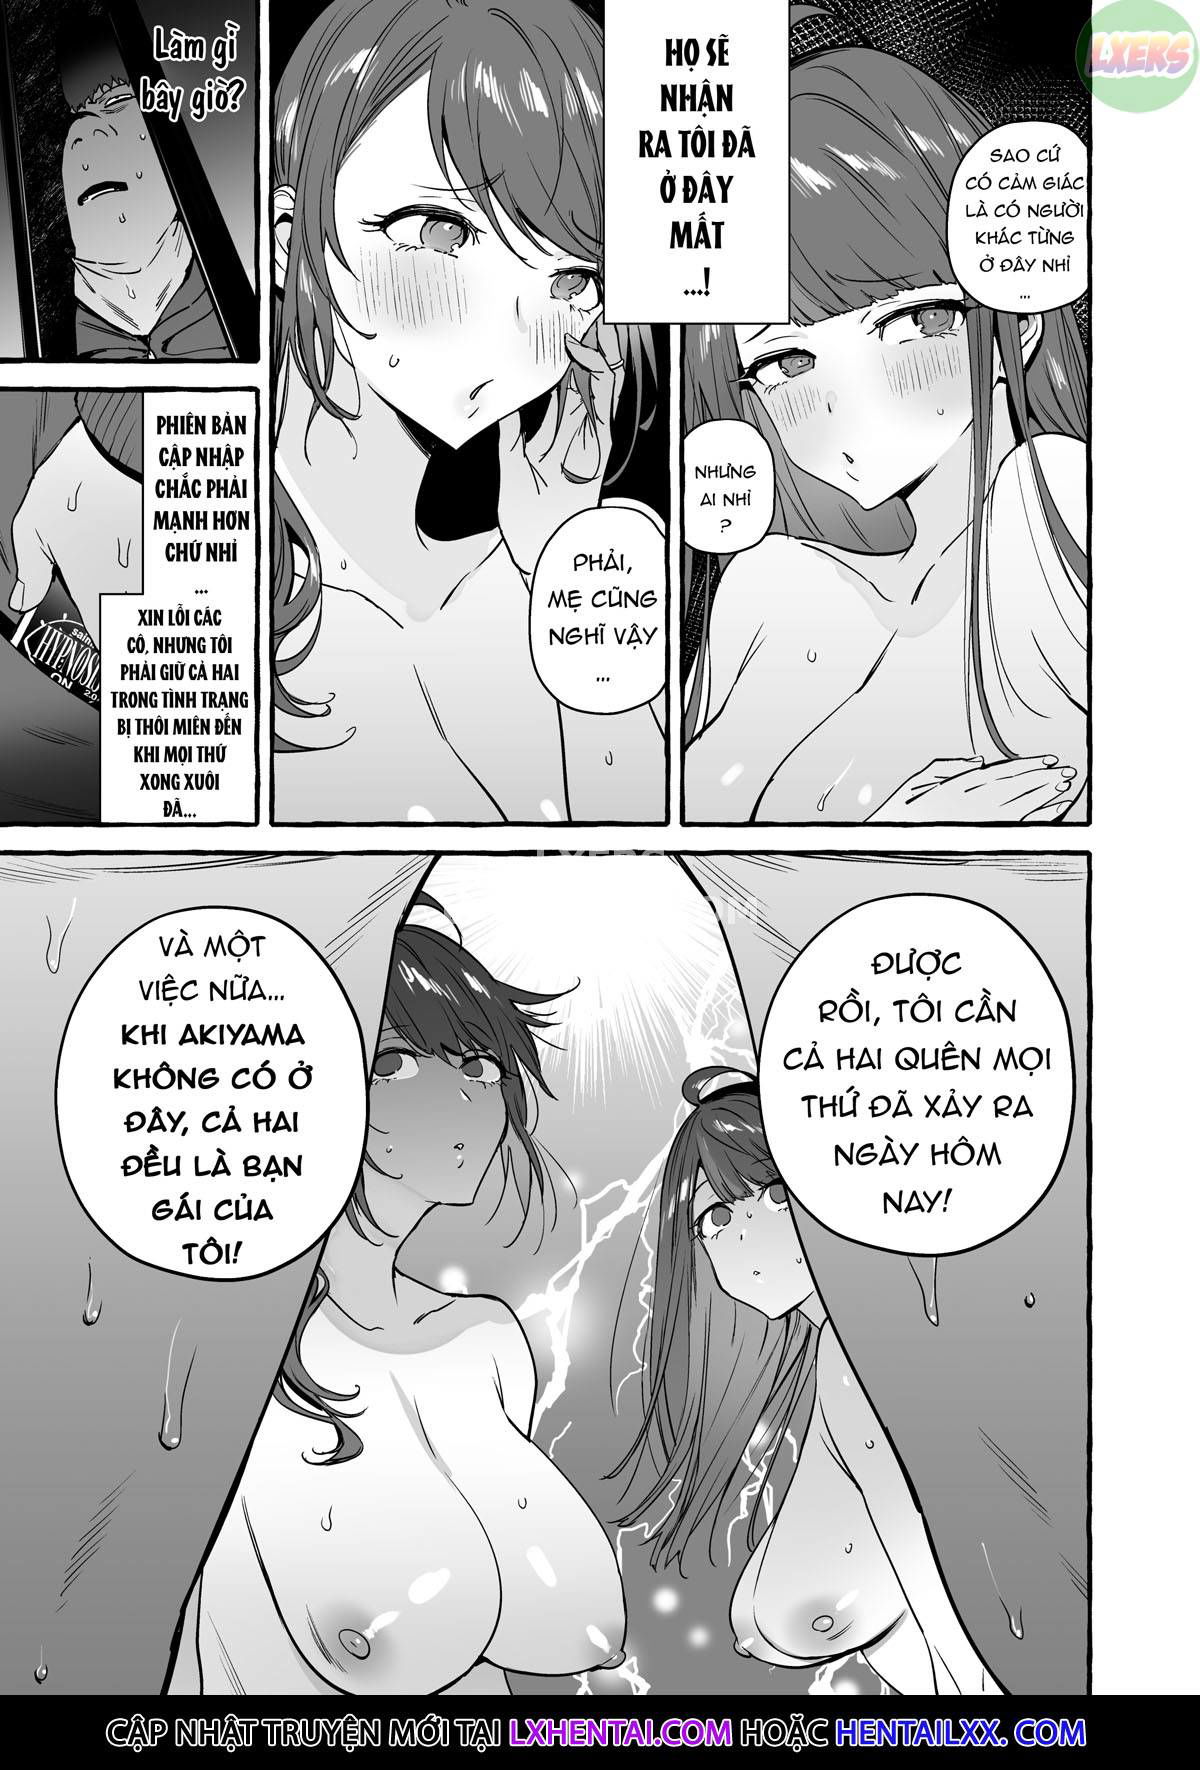 LXERS
SAO CỨ
CÓ CẢM GIÁC
LÀ CÓ NGƯỜI
KHÁC TỪNG
Ở ĐÂY NHỈ
...
NHƯNG
AI NHỈ
?
HỌ SẼ
NHẬN
RA TÔI ĐÃ
Ở ĐÂY
MẤT
...!
PHẢI,
MẸ CŨNG
NGHĨ VẬY
...
Làm gì
bây giờ?
PHIÊN BẢN
CẬP NHẬP
CHẮC PHẢI
MẠNH HƠN
CHỨ NHỈ
...
XIN LỖI CÁC
CÔ, NHƯNG TÔI
PHẢI GIỮ CẢ HAI
TRONG TÌNH TRẠNG
BỊ THÔI MIÊN ĐẾN
KHI MỌI THỨ
XONG XUÔI
ĐÃ...
HYPNOSIS
ON
ĐƯỢC
RỒI, TÔI CẦN
CẢ HAI QUÊN MỌI
THỨ ĐÃ XẢY RA
NGÀY HÔM
NAY!
VÀ MỘT
VIỆC NỮA...
KHI AKIYAMA
KHÔNG CÓ Ở
ĐÂY, CẢ HAI
ĐỀU LÀ BẠN
GÁI CỦA
TÔI!
CẬP NHẬT TRUYỆN MỚI TẠI LXHENTAI.COM HOẶC HENTAILXX. COM